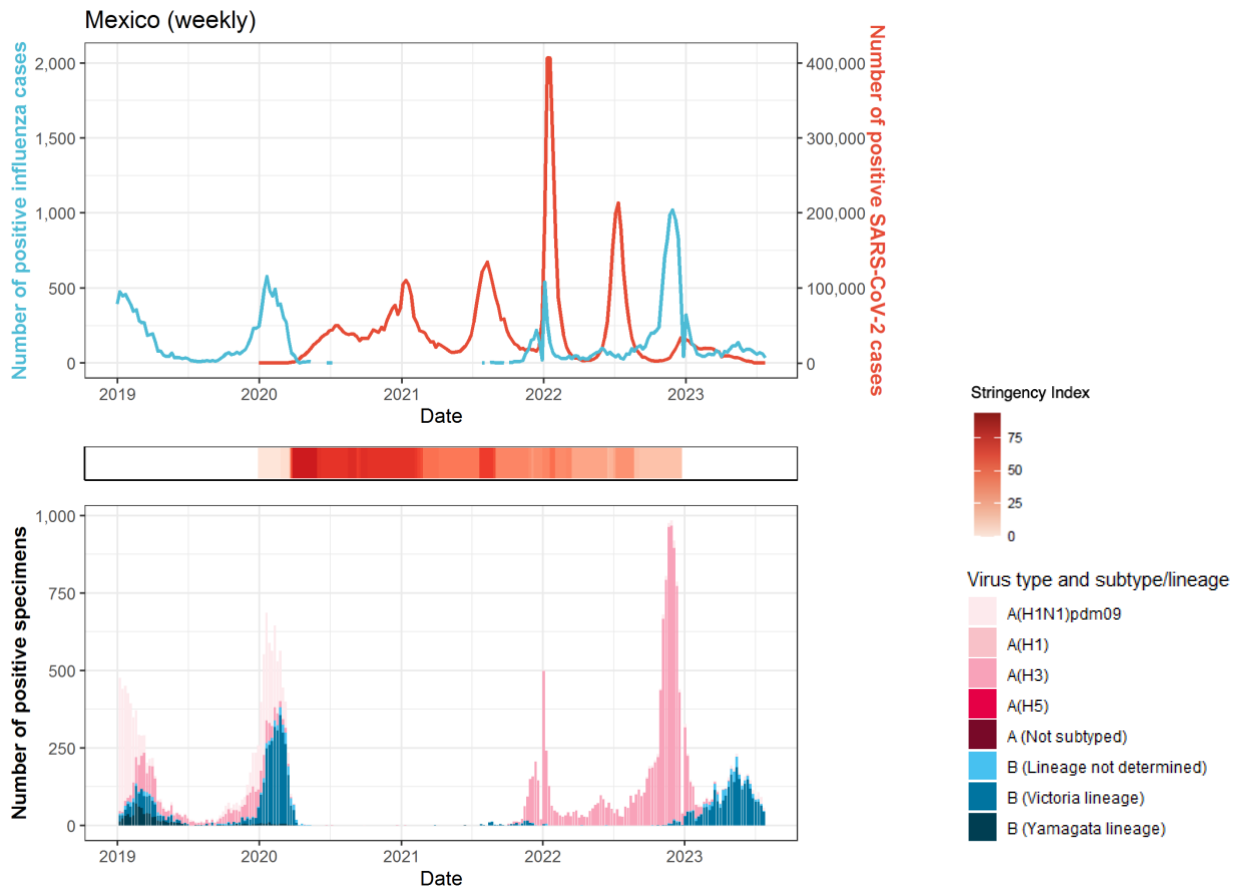 Mexico (weekly)
Number of positive influenza cases
2,000
1,500
1,000
500
0
400,000
300,000
200,000
100,000
0
Number of positive SARS-CoV-2 cases
2019 2020 2021 2022 2023
Date
Stringency Index
75
50
25
0
Number of positive specimens
1,000
750
500
250
0
2019 2020 2021 2022 2023
Date
Virus type and subtype/lineage
A(H1N1)pdm09
A(H1)
A(H3)
A(H5)
A (Not subtyped)
B (Lineage not determined)
B (Victoria lineage)
B (Yamagata lineage)